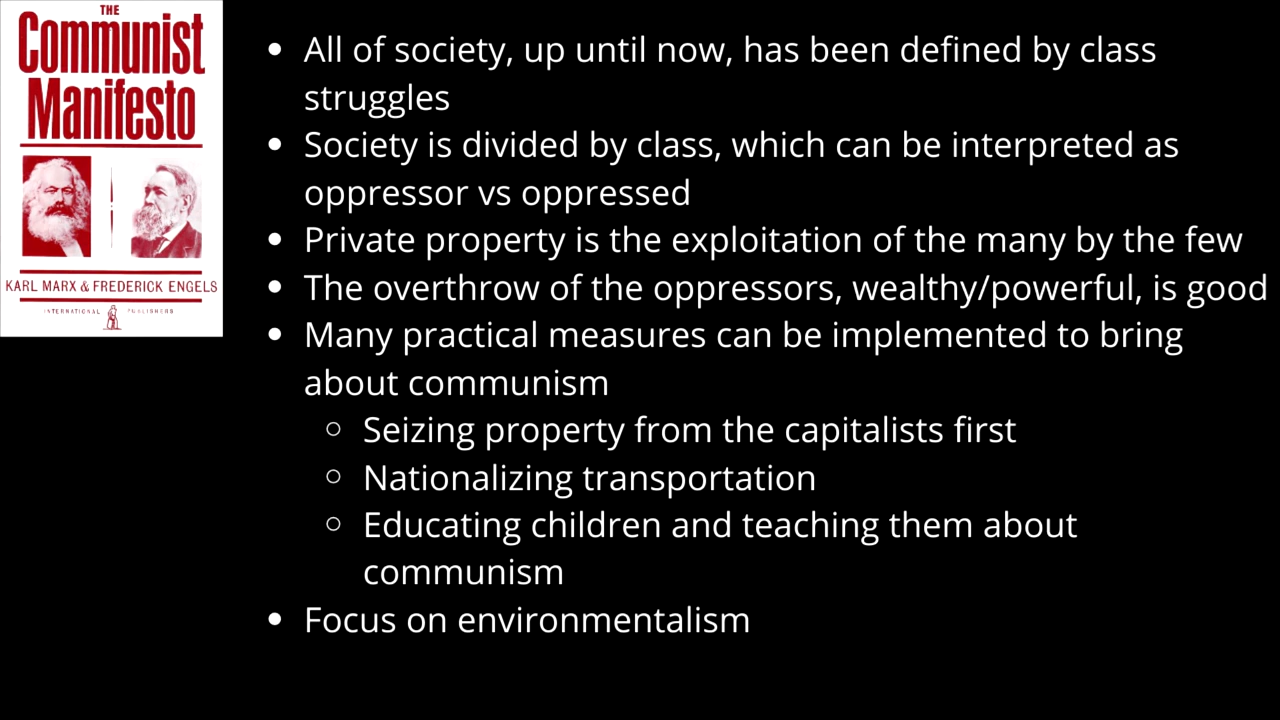 THE
Communist
Manifesto
KARL MARX & FREDERICK ENGELS
INTERNATIONAL PUBLISHERS
• All of society, up until now, has been defined by class
struggles
• Society is divided by class, which can be interpreted as
oppressor vs oppressed
• Private property is the exploitation of the many by the few
• The overthrow of the oppressors, wealthy/powerful, is good
• Many practical measures can be implemented to bring
about communism
○ Seizing property from the capitalists first
○ Nationalizing transportation
○ Educating children and teaching them about
communism
• Focus on environmentalism